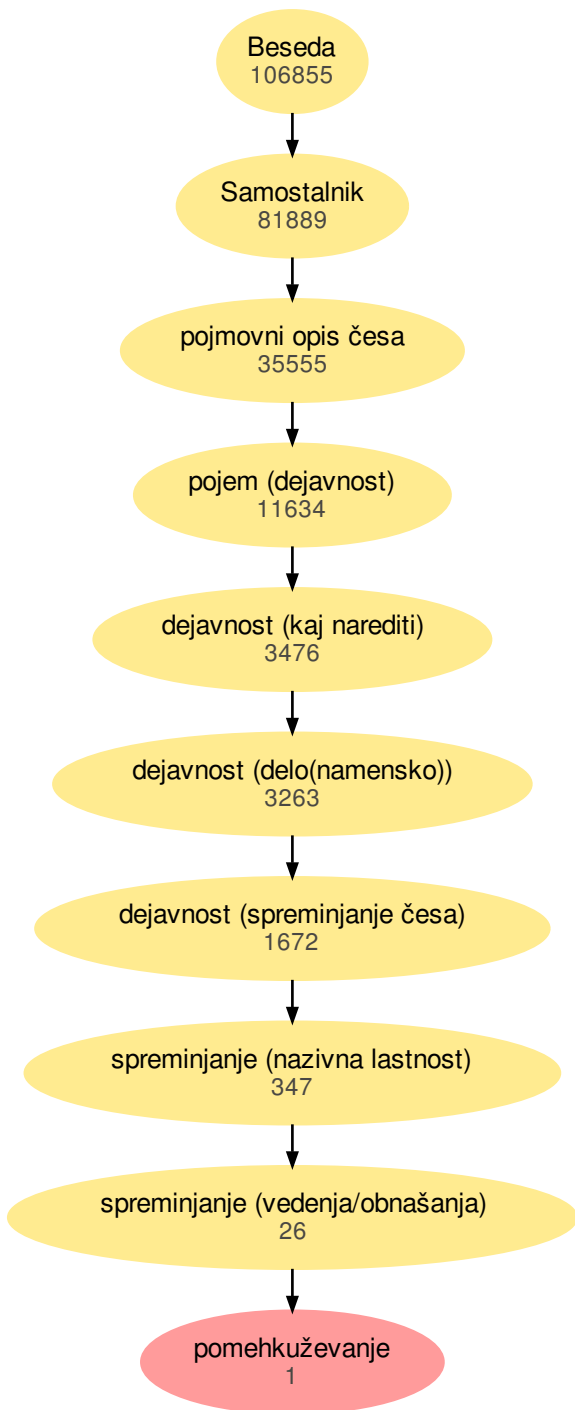 Beseda
106855
Samostalnik
81889
pojmovni opis česa
35555
pojem (dejavnost)
11634
dejavnost (kaj narediti)
3476
dejavnost (delo(namensko))
3263
dejavnost (spreminjanje česa)
1672
spreminjanje (nazivna lastnost)
347
spreminjanje (vedenja/obnašanja)
26
pomehkuževanje
1